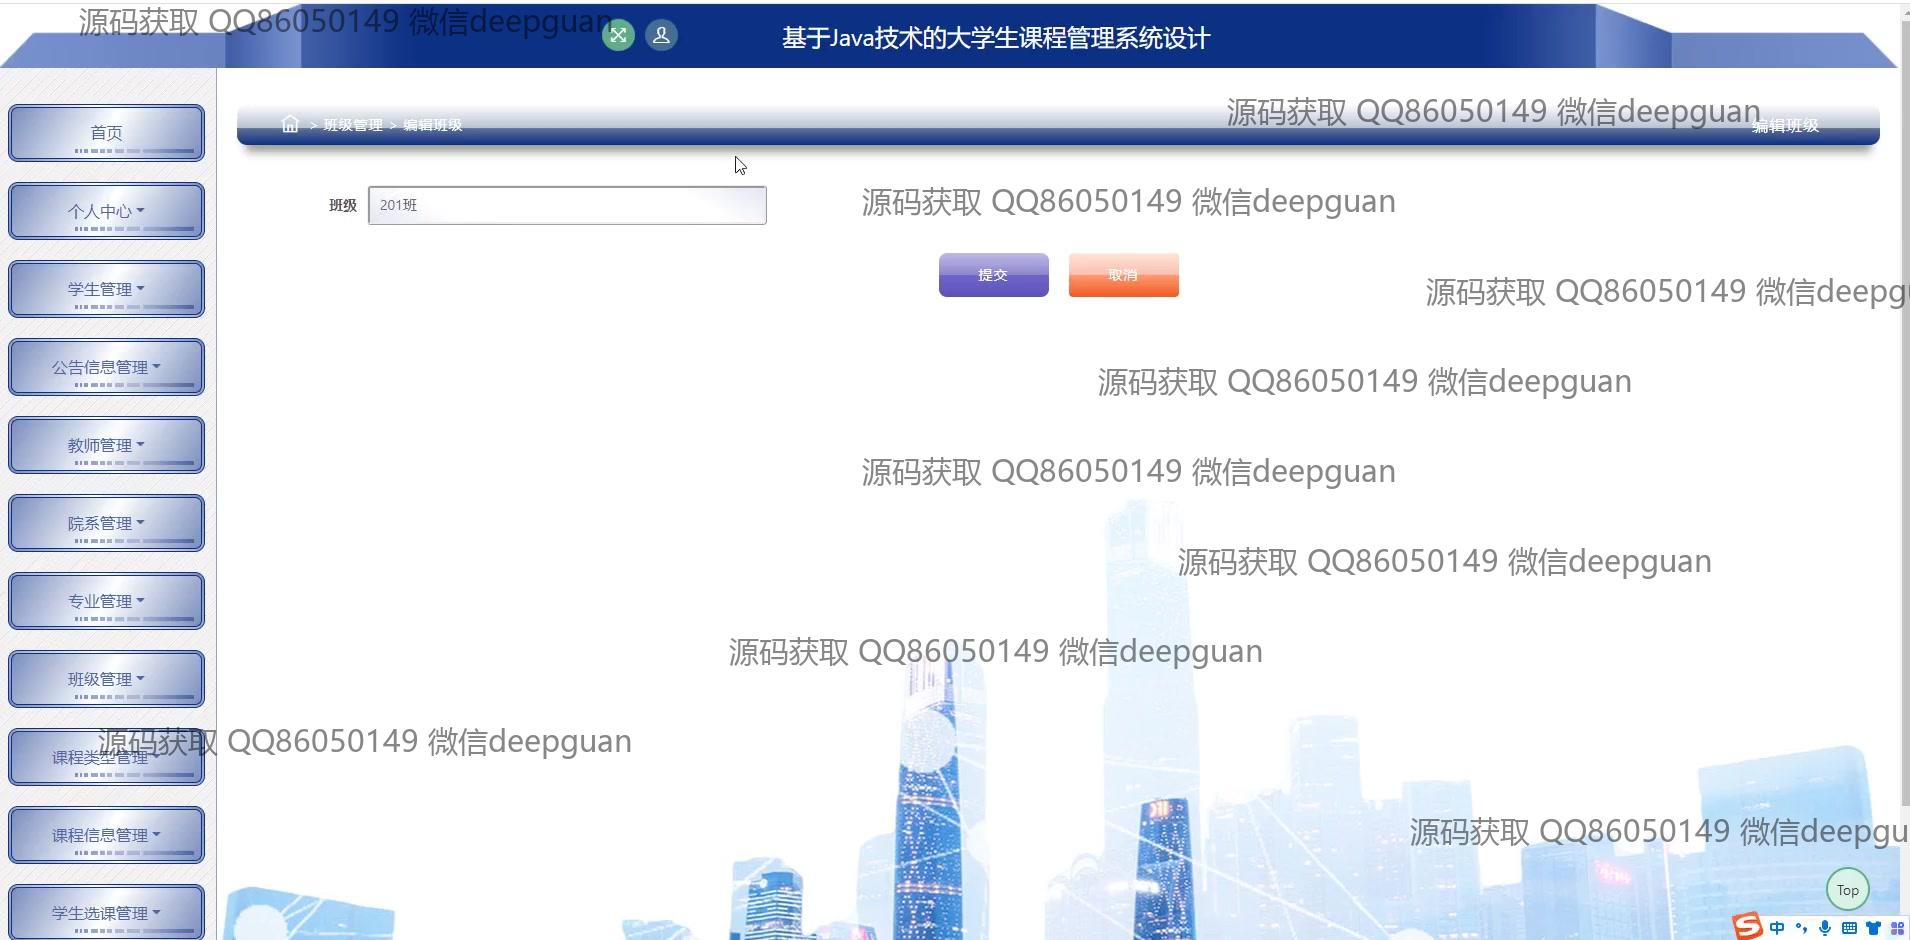 源码获取 QQ86050149 微信deepguan
基于Java技术的大学生课程管理系统设计
源码获取 QQ86050149 微信deepguan
> 班级管理 > 编辑班级
编辑班级
首页
个人中心
学生管理
公告信息管理
教师管理
院系管理
专业管理
班级管理
课程类型管理
课程信息管理
学生选课管理
班级 201班
源码获取 QQ86050149 微信deepguan
提交 取消
源码获取 QQ86050149 微信deepg
源码获取 QQ86050149 微信deepguan
源码获取 QQ86050149 微信deepguan
源码获取 QQ86050149 微信deepguan
源码获取 QQ86050149 微信deepguan
源码获取 QQ86050149 微信deepguan
源码获取 QQ86050149 微信deepgu
Top
S 中